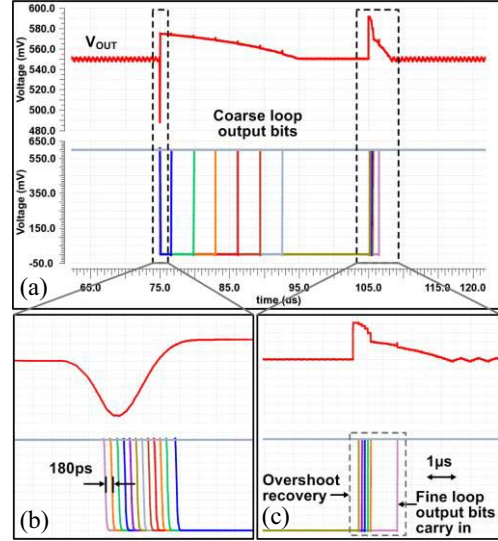 600.0
580.0
560.0
540.0
520.0
500.0
480.0
Voltage (mV)
VOUT
Coarse loop
output bits
650.0
550.0
350.0
150.0
-50.0
Voltage (mV)
65.0
75.0
85.0
95.0
105.0
115.0
time (us)
(a)
180ps
(b)
Overshoot
recovery
1µs
Fine loop
output bits
carry in
(c)